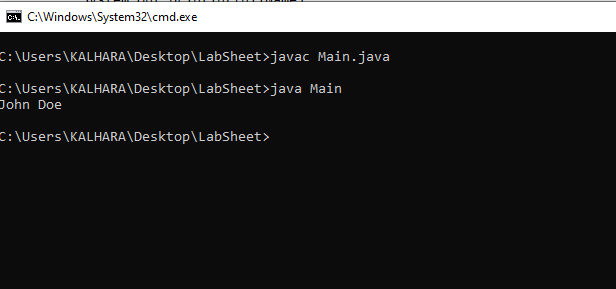 C:\Windows\System32\cmd.exe
C:\Users\KALHARA\Desktop\LabSheet>javac Main.java
C:\Users\KALHARA\Desktop\LabSheet>java Main
John Doe
C:\Users\KALHARA\Desktop\LabSheet>